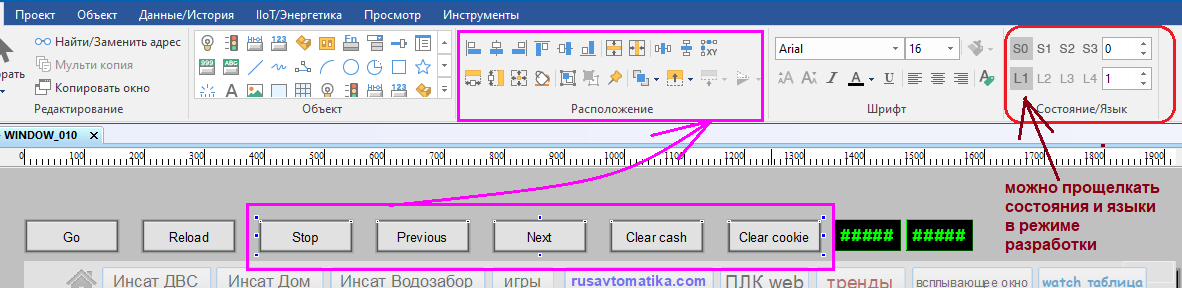 Проект Объект Данные/История IIoT/Энергетика Просмотр Инструменты
Найти/Заменить адрес
Мульти копия
Копировать окно
Редактирование
Объект
Расположение
Arial 16
Шрифт
S0 S1 S2 S3 0
L1 L2 L3 L4 1
Состояние/Язык
WINDOW_010
0 100 200 300 400 500 600 700 800 900 1000 1100 1200 1300 1400 1500 1600 1700 1800 1900
можно прощелкать
состояния и языки
в режиме
разработки
Go Reload Stop Previous Next Clear cash Clear cookie ##### #####
Инсат ДВС Инсат Дом Инсат Водозабор игры rusavtomatika.com ПЛК web тренды всплывающее окно watch таблица